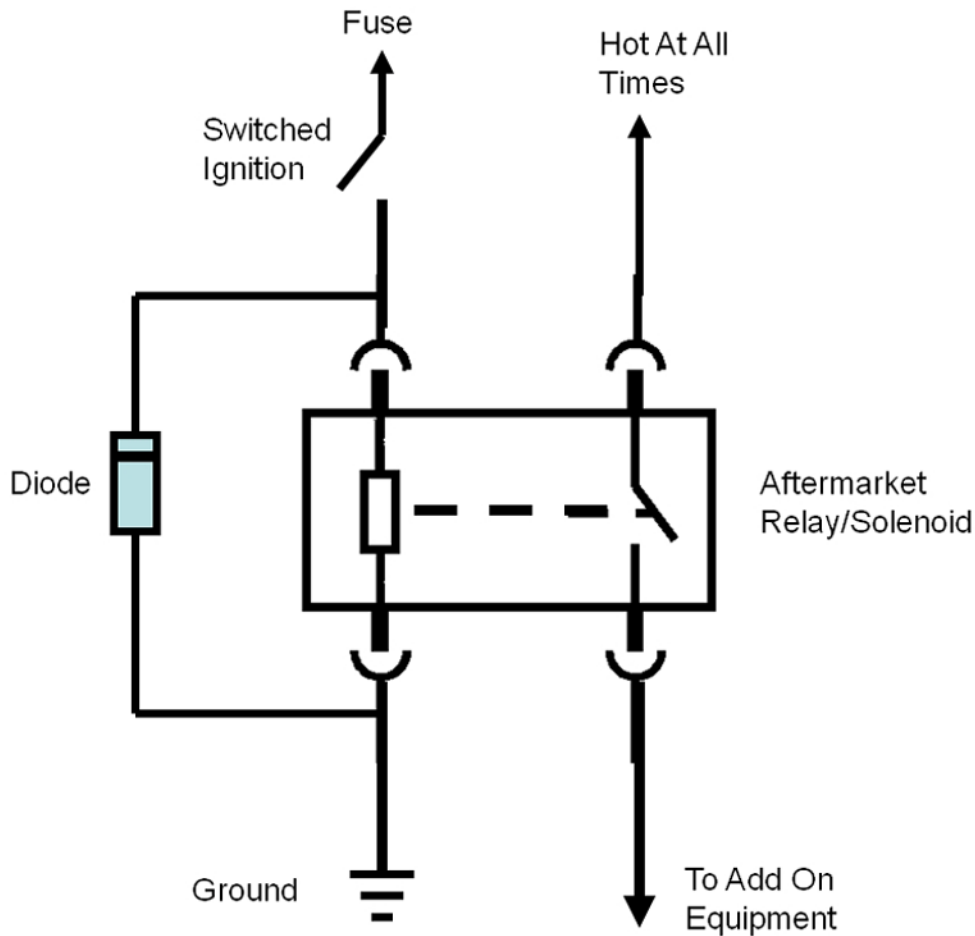 Fuse
Hot At All
Times
Switched
Ignition
Diode
Aftermarket
Relay/Solenoid
Ground
To Add On
Equipment